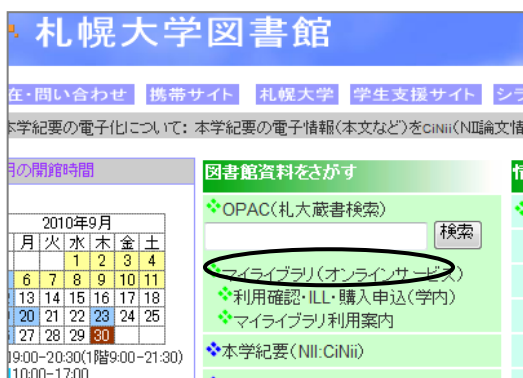 札幌大学図書館
在・問い合わせ 携帯サイト 札幌大学 学生支援サイト シラ
本学紀要の電子化について: 本学紀要の電子情報(本文など)をCiNii(NII論文情
月の開館時間
2010年9月
月 火 水 木 金 土
1 2 3 4
6 7 8 9 10 11
13 14 15 16 17 18
20 21 22 23 24 25
27 28 29 30
9:00-20:30(1階9:00-21:30)
10:00-17:00
図書館資料をさがす
OPAC(札大蔵書検索)
検索
マイライブラリ(オンラインサービス)
利用確認・ILL・購入申込(学内)
マイライブラリ利用案内
本学紀要(NII:CiNii)